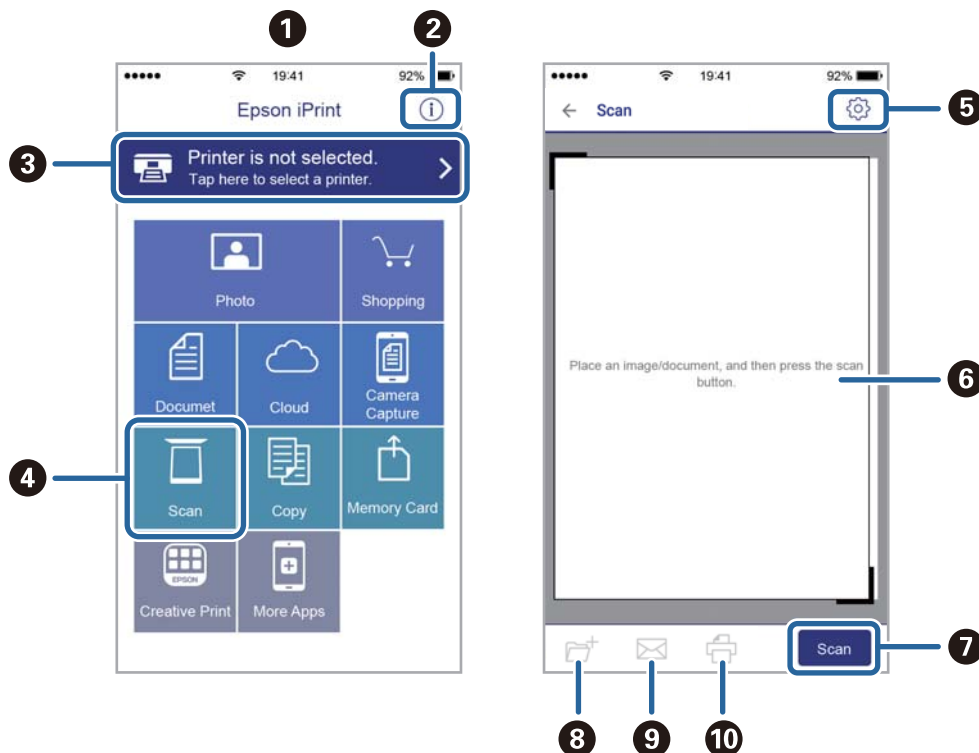 1
2
19:41
92%
Epson iPrint
i
3
Printer is not selected.
Tap here to select a printer.
Photo
Shopping
Documet
Cloud
Camera
Capture
4
Scan
Copy
Memory Card
EPSON
Creative Print
More Apps
19:41
92%
Scan
5
Place an image/document, and then press the scan
button.
6
Scan
7
8
9
10